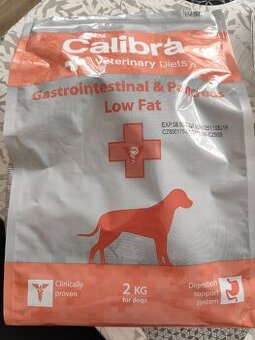 Calibra
Veterinary Diets
Gastrointestinal & Pancreas
Low Fat
Clinically
proven
2 KG
for dogs
Digestion
support
system